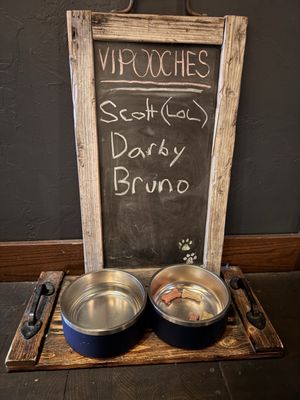 VIPOOCHES
Scott (LoL)
Darby
Bruno